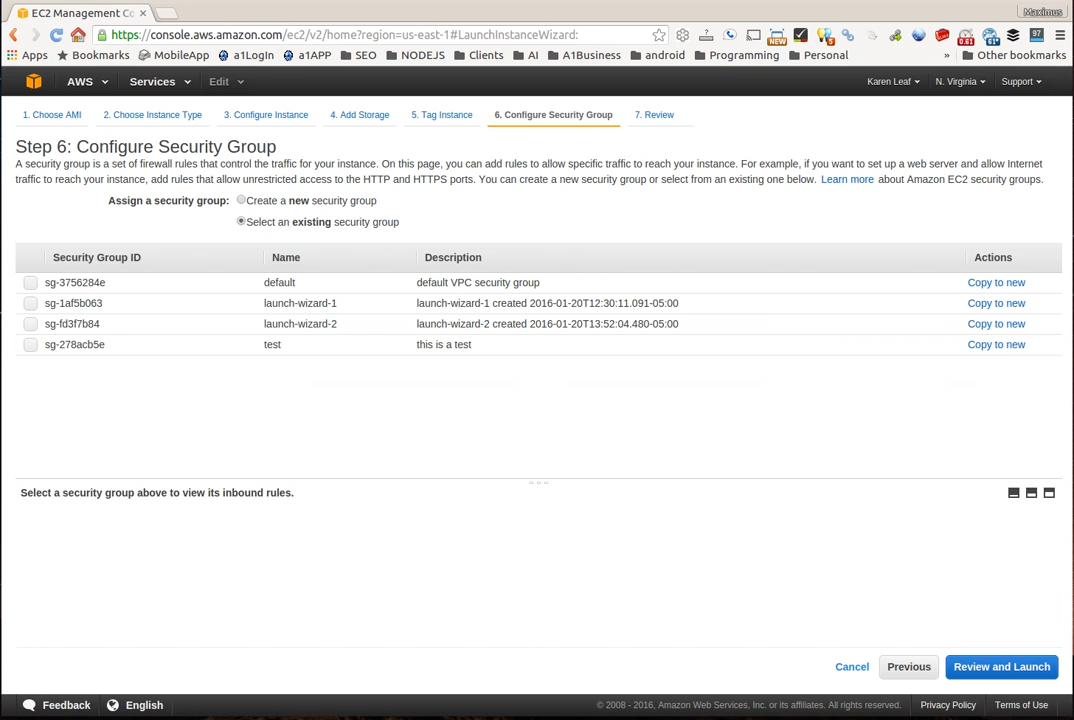 EC2 Management Co
Maximus
https://console.aws.amazon.com/ec2/v2/home?region=us-east-1#LaunchInstanceWizard:
NEW
5
0.61
61°
97
Apps Bookmarks MobileApp a1LogIn a1APP SEO NODEJS Clients AI A1Business android Programming Personal » Other bookmarks
AWS Services Edit Karen Leaf N. Virginia Support
1. Choose AMI 2. Choose Instance Type 3. Configure Instance 4. Add Storage 5. Tag Instance 6. Configure Security Group 7. Review
Step 6: Configure Security Group
A security group is a set of firewall rules that control the traffic for your instance. On this page, you can add rules to allow specific traffic to reach your instance. For example, if you want to set up a web server and allow Internet
traffic to reach your instance, add rules that allow unrestricted access to the HTTP and HTTPS ports. You can create a new security group or select from an existing one below. Learn more about Amazon EC2 security groups.
Assign a security group: Create a new security group
Select an existing security group
Security Group ID Name Description Actions
sg-3756284e default default VPC security group Copy to new
sg-1af5b063 launch-wizard-1 launch-wizard-1 created 2016-01-20T12:30:11.091-05:00 Copy to new
sg-fd3f7b84 launch-wizard-2 launch-wizard-2 created 2016-01-20T13:52:04.480-05:00 Copy to new
sg-278acb5e test this is a test Copy to new
Select a security group above to view its inbound rules.
Cancel Previous Review and Launch
Feedback English © 2008 - 2016, Amazon Web Services, Inc. or its affiliates. All rights reserved. Privacy Policy Terms of Use